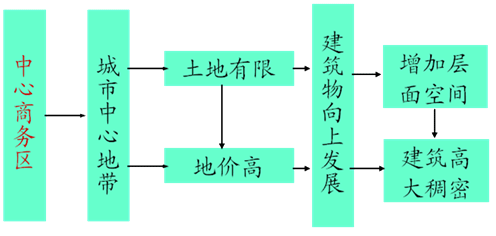 中心商务区
城市中心地带
土地有限
地价高
建筑物向上发展
增加层
面空间
建筑高
大稠密